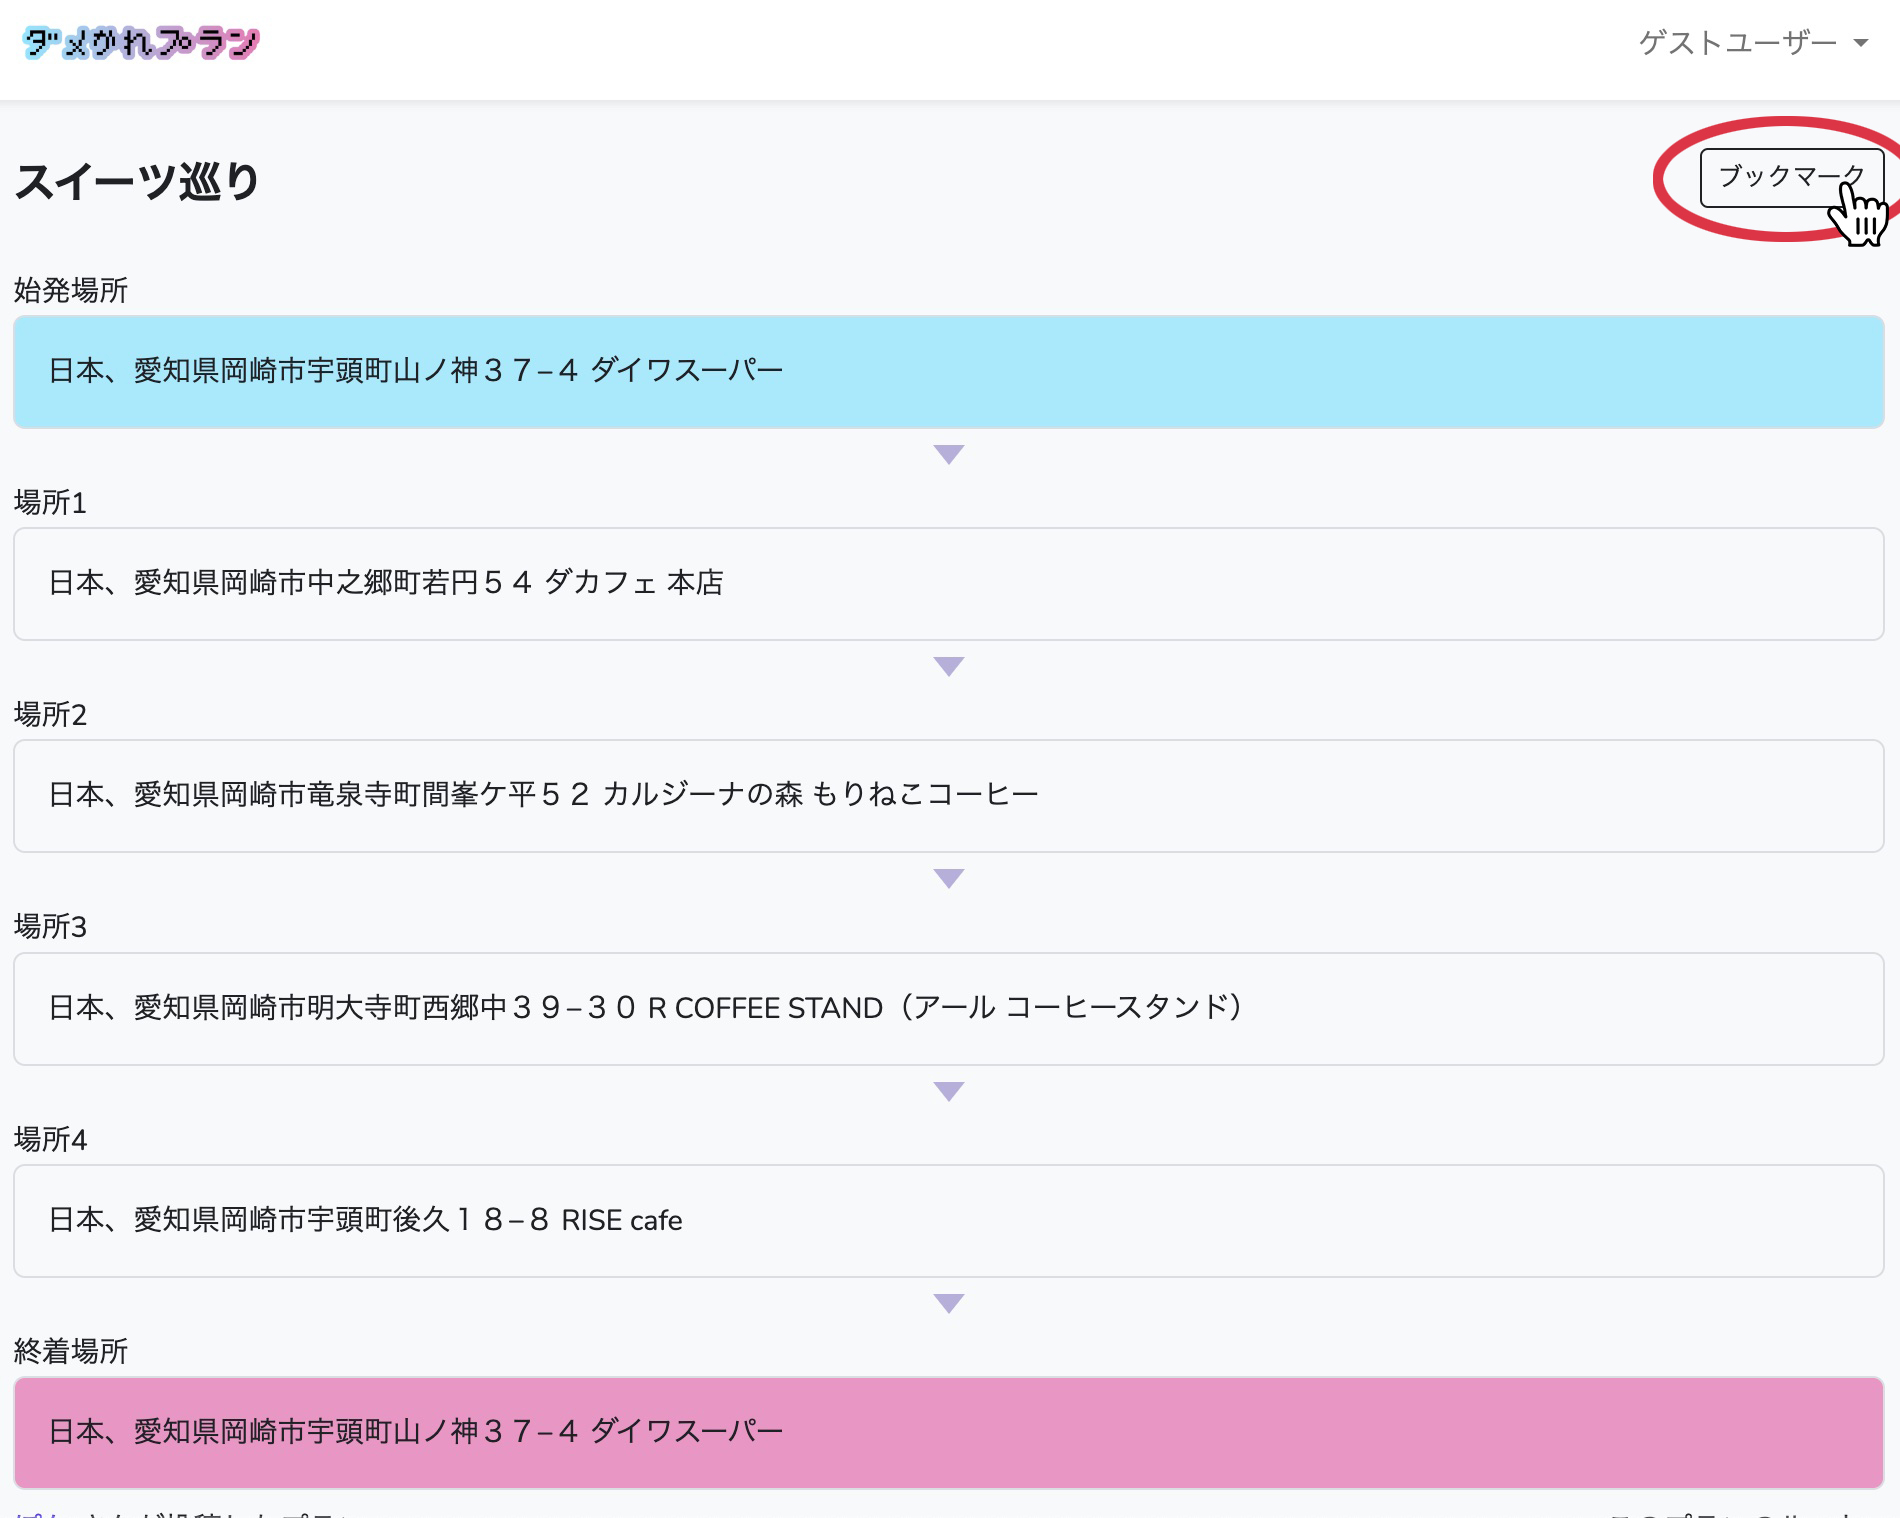 ダメかれプラン
ゲストユーザー
スイーツ巡り
ブックマーク
始発場所
日本、愛知県岡崎市宇頭町山ノ神３７−４ ダイワスーパー
場所1
日本、愛知県岡崎市中之郷町若円５４ ダカフェ 本店
場所2
日本、愛知県岡崎市竜泉寺町間峯ケ平５２ カルジーナの森 もりねこコーヒー
場所3
日本、愛知県岡崎市明大寺町西郷中３９−３０ R COFFEE STAND（アール コーヒースタンド）
場所4
日本、愛知県岡崎市宇頭町後久１８−８ RISE cafe
終着場所
日本、愛知県岡崎市宇頭町山ノ神３７−４ ダイワスーパー